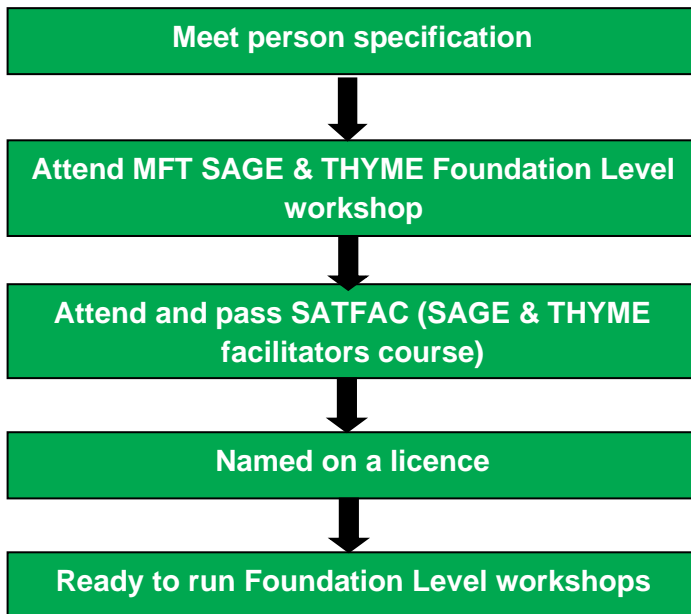 Meet person specification
Attend MFT SAGE & THYME Foundation Level
workshop
Attend and pass SATFAC (SAGE & THYME
facilitators course)
Named on a licence
Ready to run Foundation Level workshops